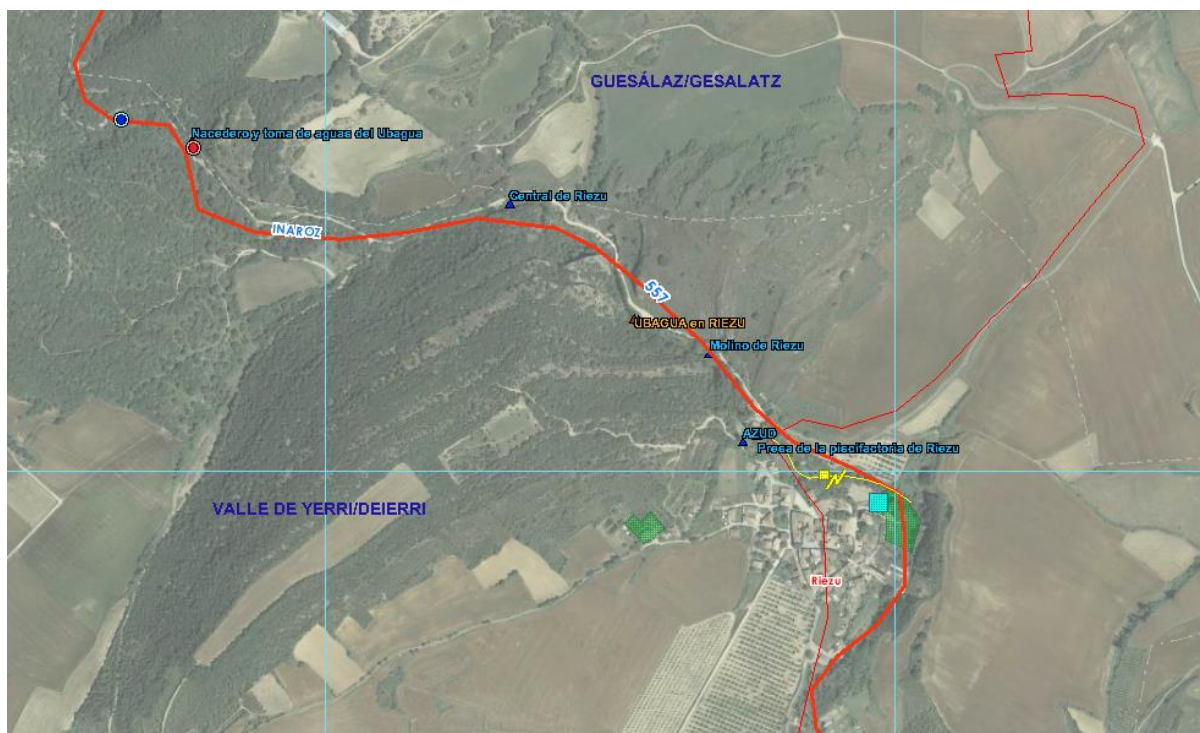 GUESÁLAZ/GESALATZ
Nacedero y toma de aguas del Ubagua
Central de Riezu
INAROZ
557
UBAGUA en RIEZU
Molino de Riezu
AZUD
Presa de la piscifactoria de Riezu
VALLE DE YERRI/DEIERRI
Riezu